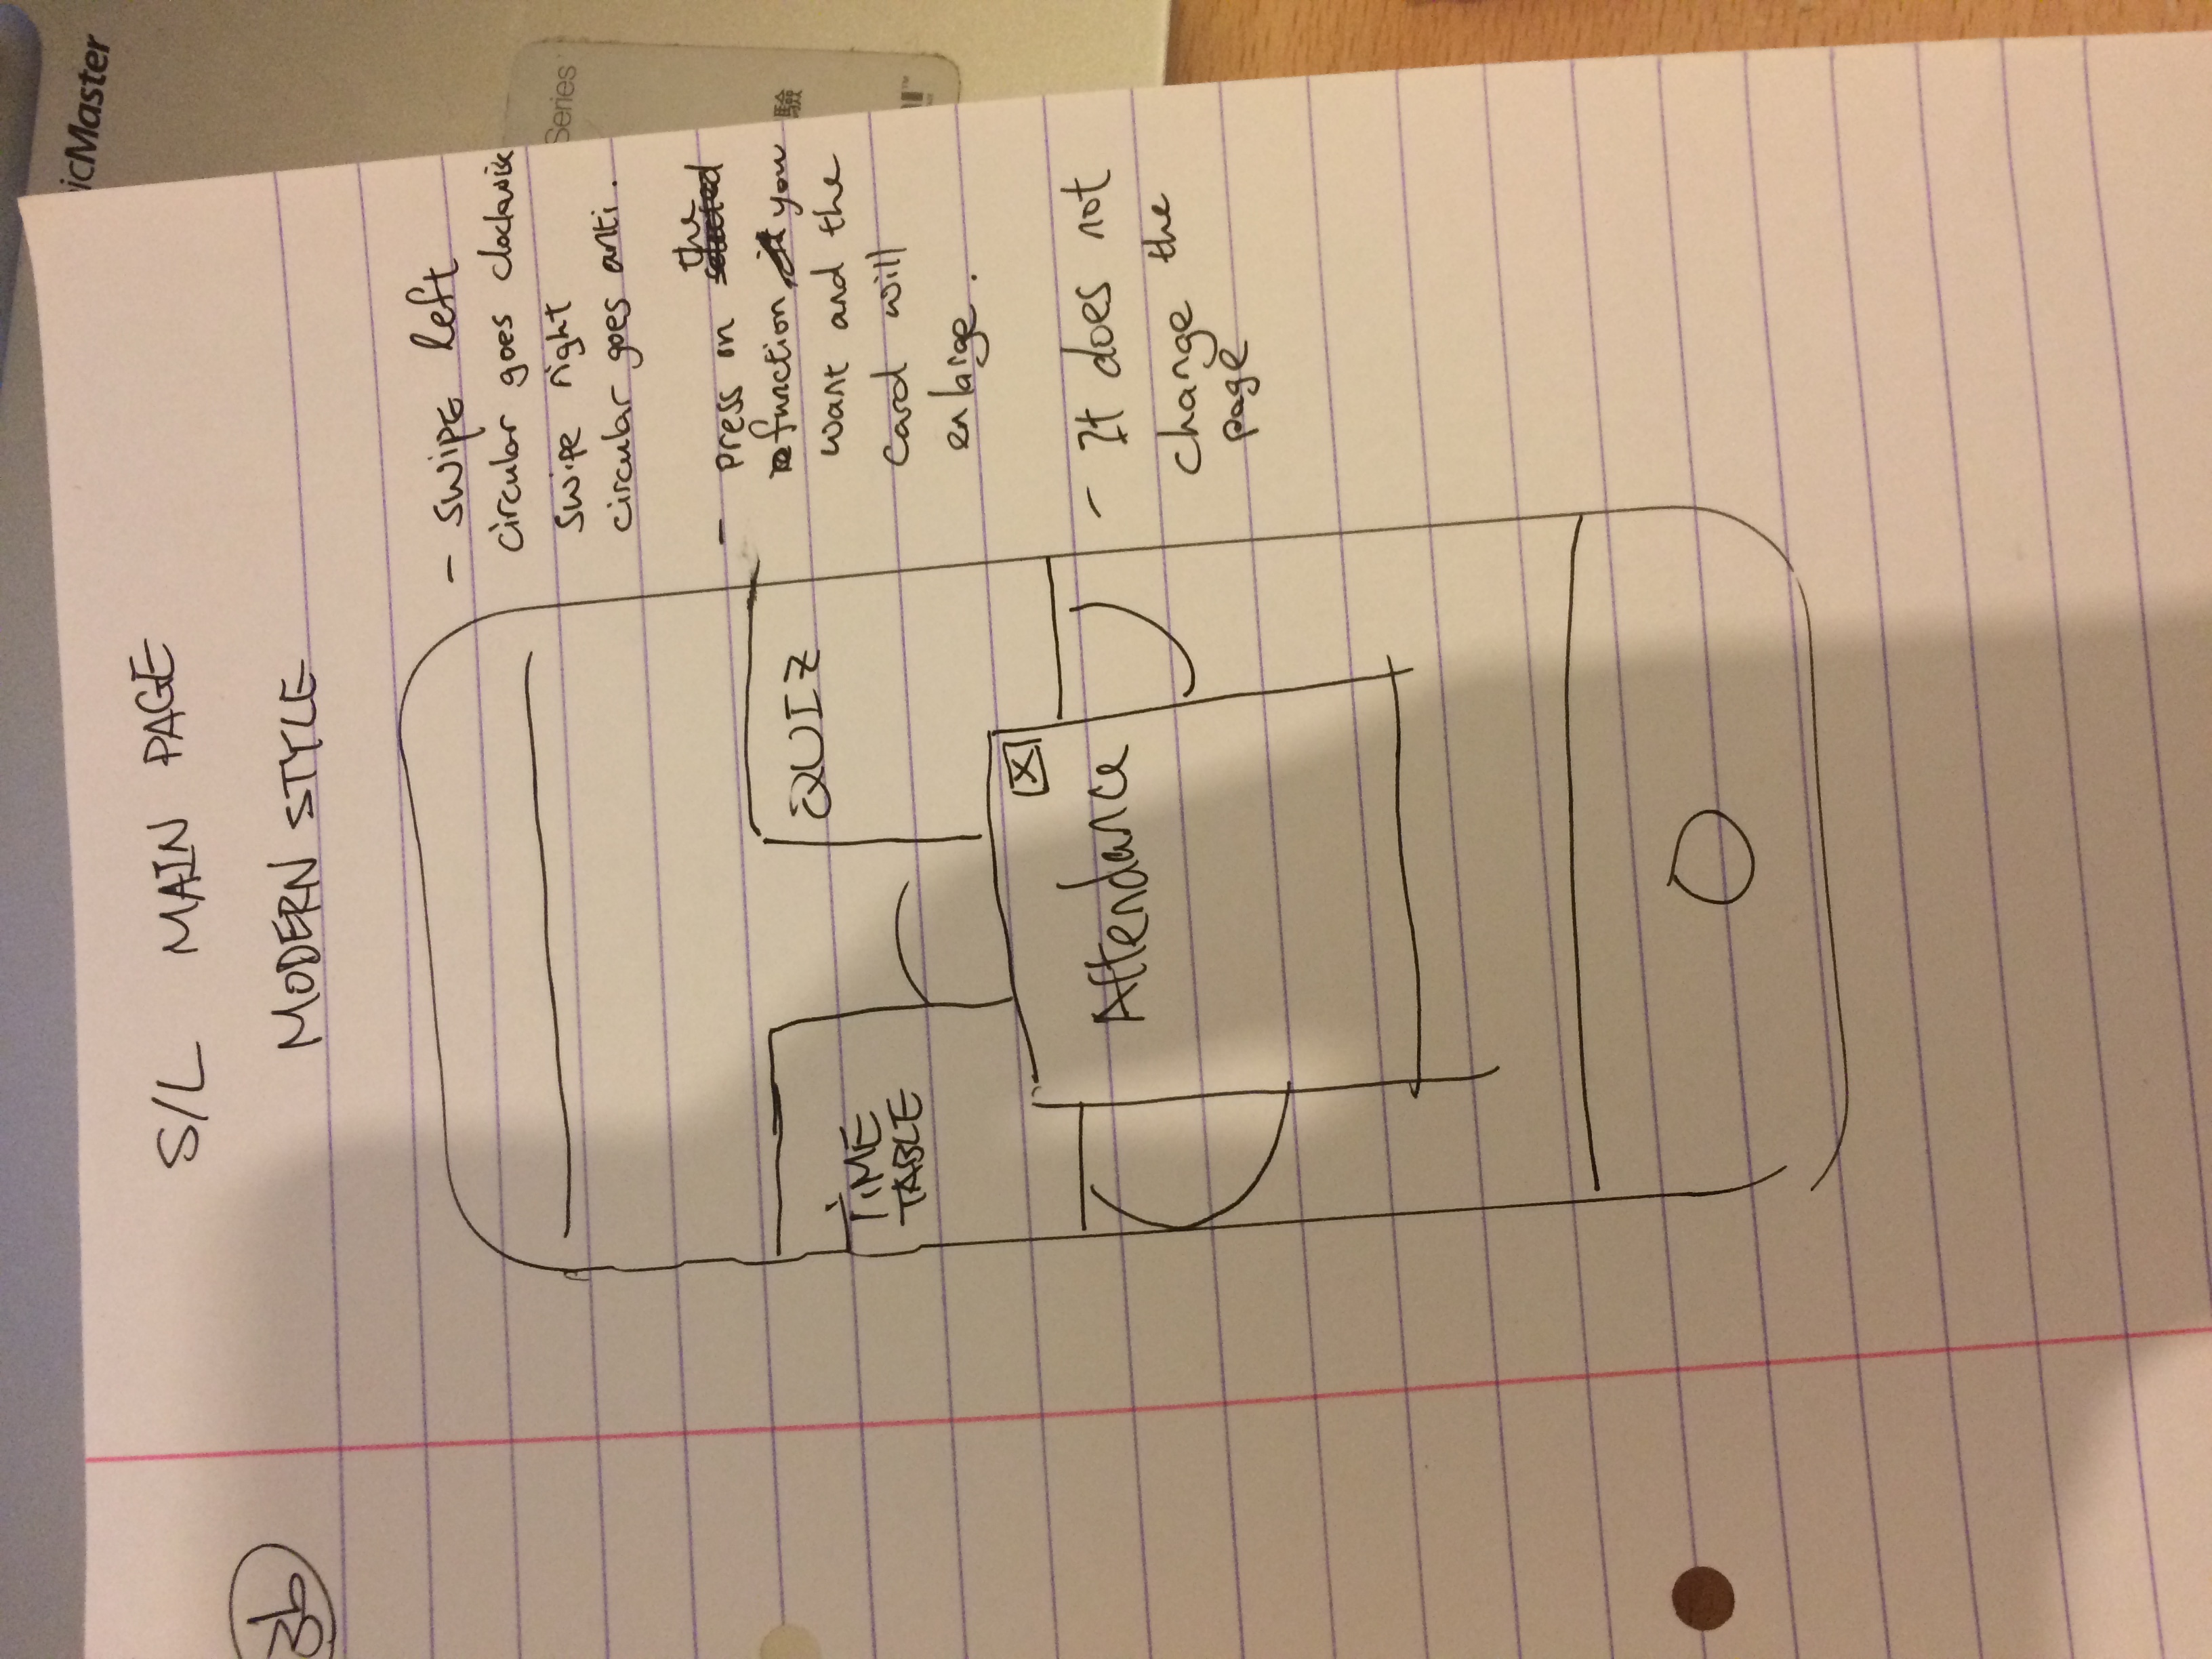 icMaster
S/L MAIN PAGE
3b
MODERN STYLE
- SWIPE left
circular goes clockwise
swipe right
circular goes anti.
Series
- Press on the
function you
want and the
card will
enlarge.
驗
QUIZ
TIME
TABLE
X
Attendance
- It does not
change the
page